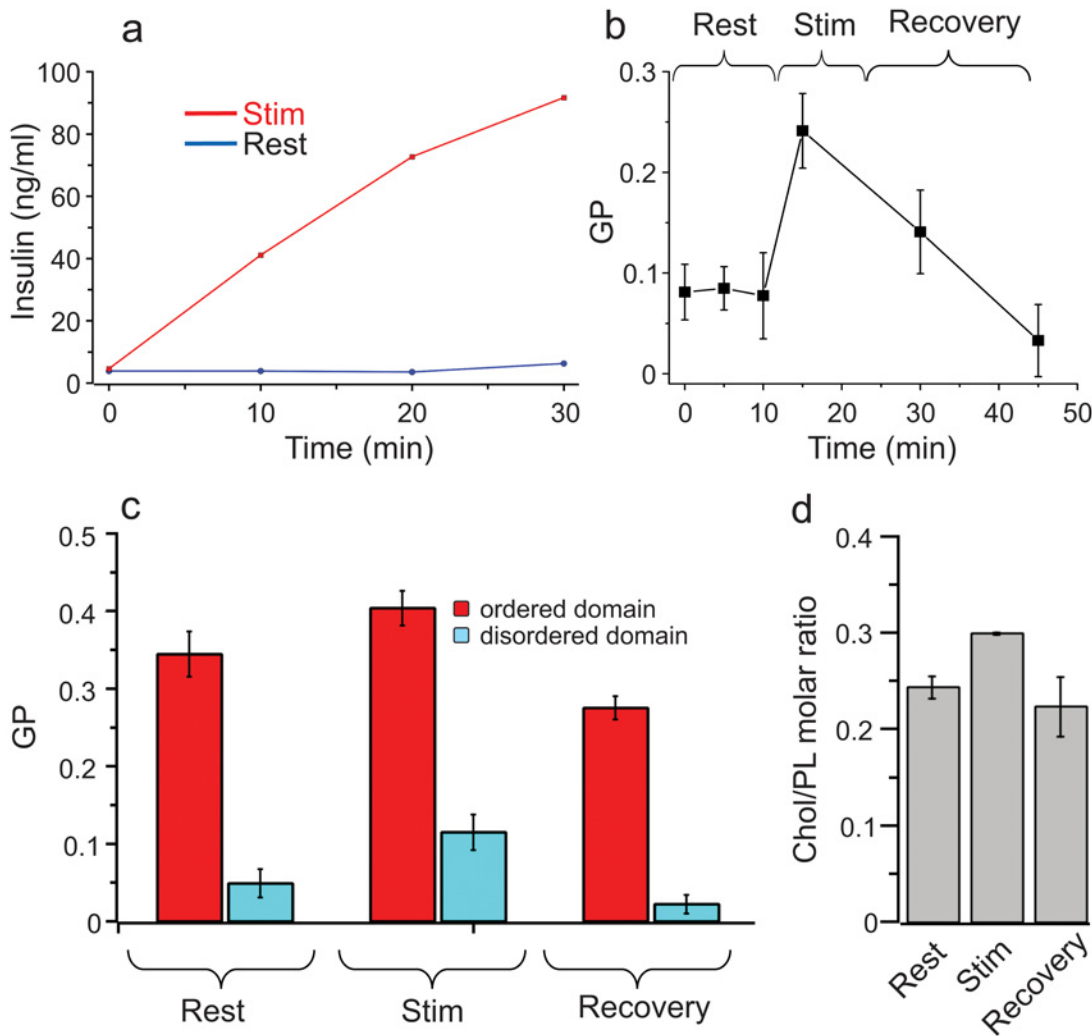 a
100
80
60
40
20
0
Insulin (ng/ml)
Stim
Rest
0 10 20 30
Time (min)
b
Rest Stim Recovery
0.3
0.2
0.1
0
GP
0 10 20 30 40 50
Time (min)
c
0.5
0.4
0.3
0.2
0.1
0
GP
ordered domain
disordered domain
Rest Stim Recovery
d
0.4
0.3
0.2
0.1
0
Chol/PL molar ratio
Rest Stim Recovery